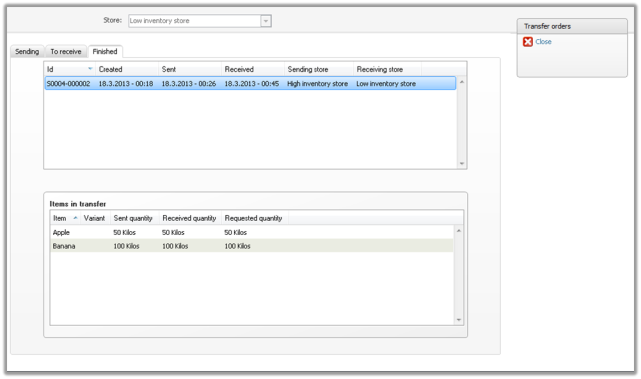 Store: Low inventory store
Transfer orders
Close
Sending To receive Finished
Id Created Sent Received Sending store Receiving store
S0004-000002 18.3.2013 - 00:18 18.3.2013 - 00:26 18.3.2013 - 00:45 High inventory store Low inventory store
Items in transfer
Item Variant Sent quantity Received quantity Requested quantity
Apple 50 Kilos 50 Kilos 50 Kilos
Banana 100 Kilos 100 Kilos 100 Kilos